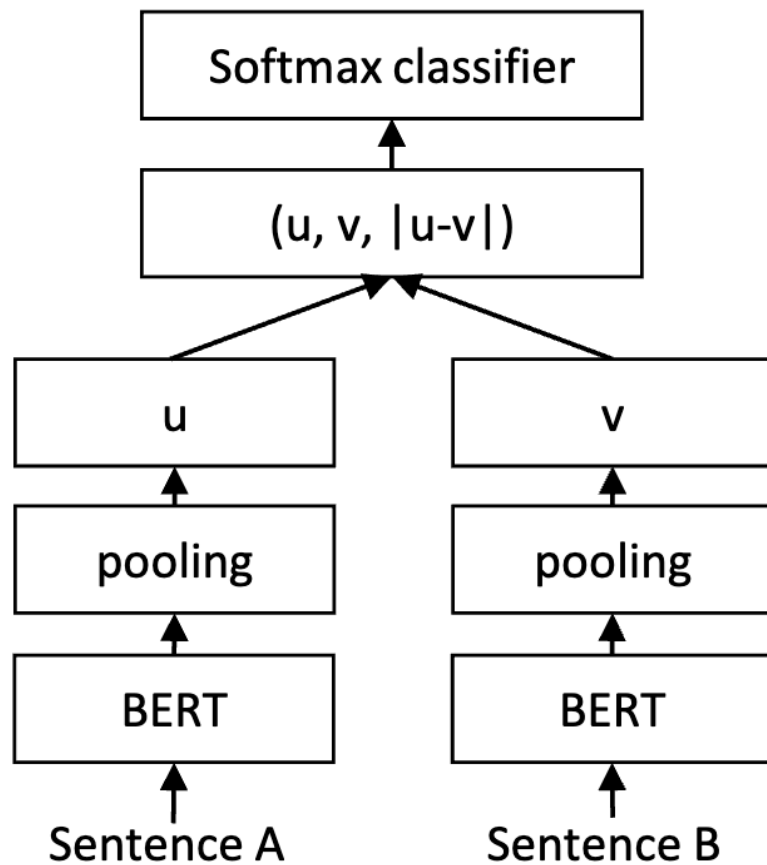 Softmax classifier
(u, v, |u-v|)
u
v
pooling
pooling
BERT
BERT
Sentence A
Sentence B